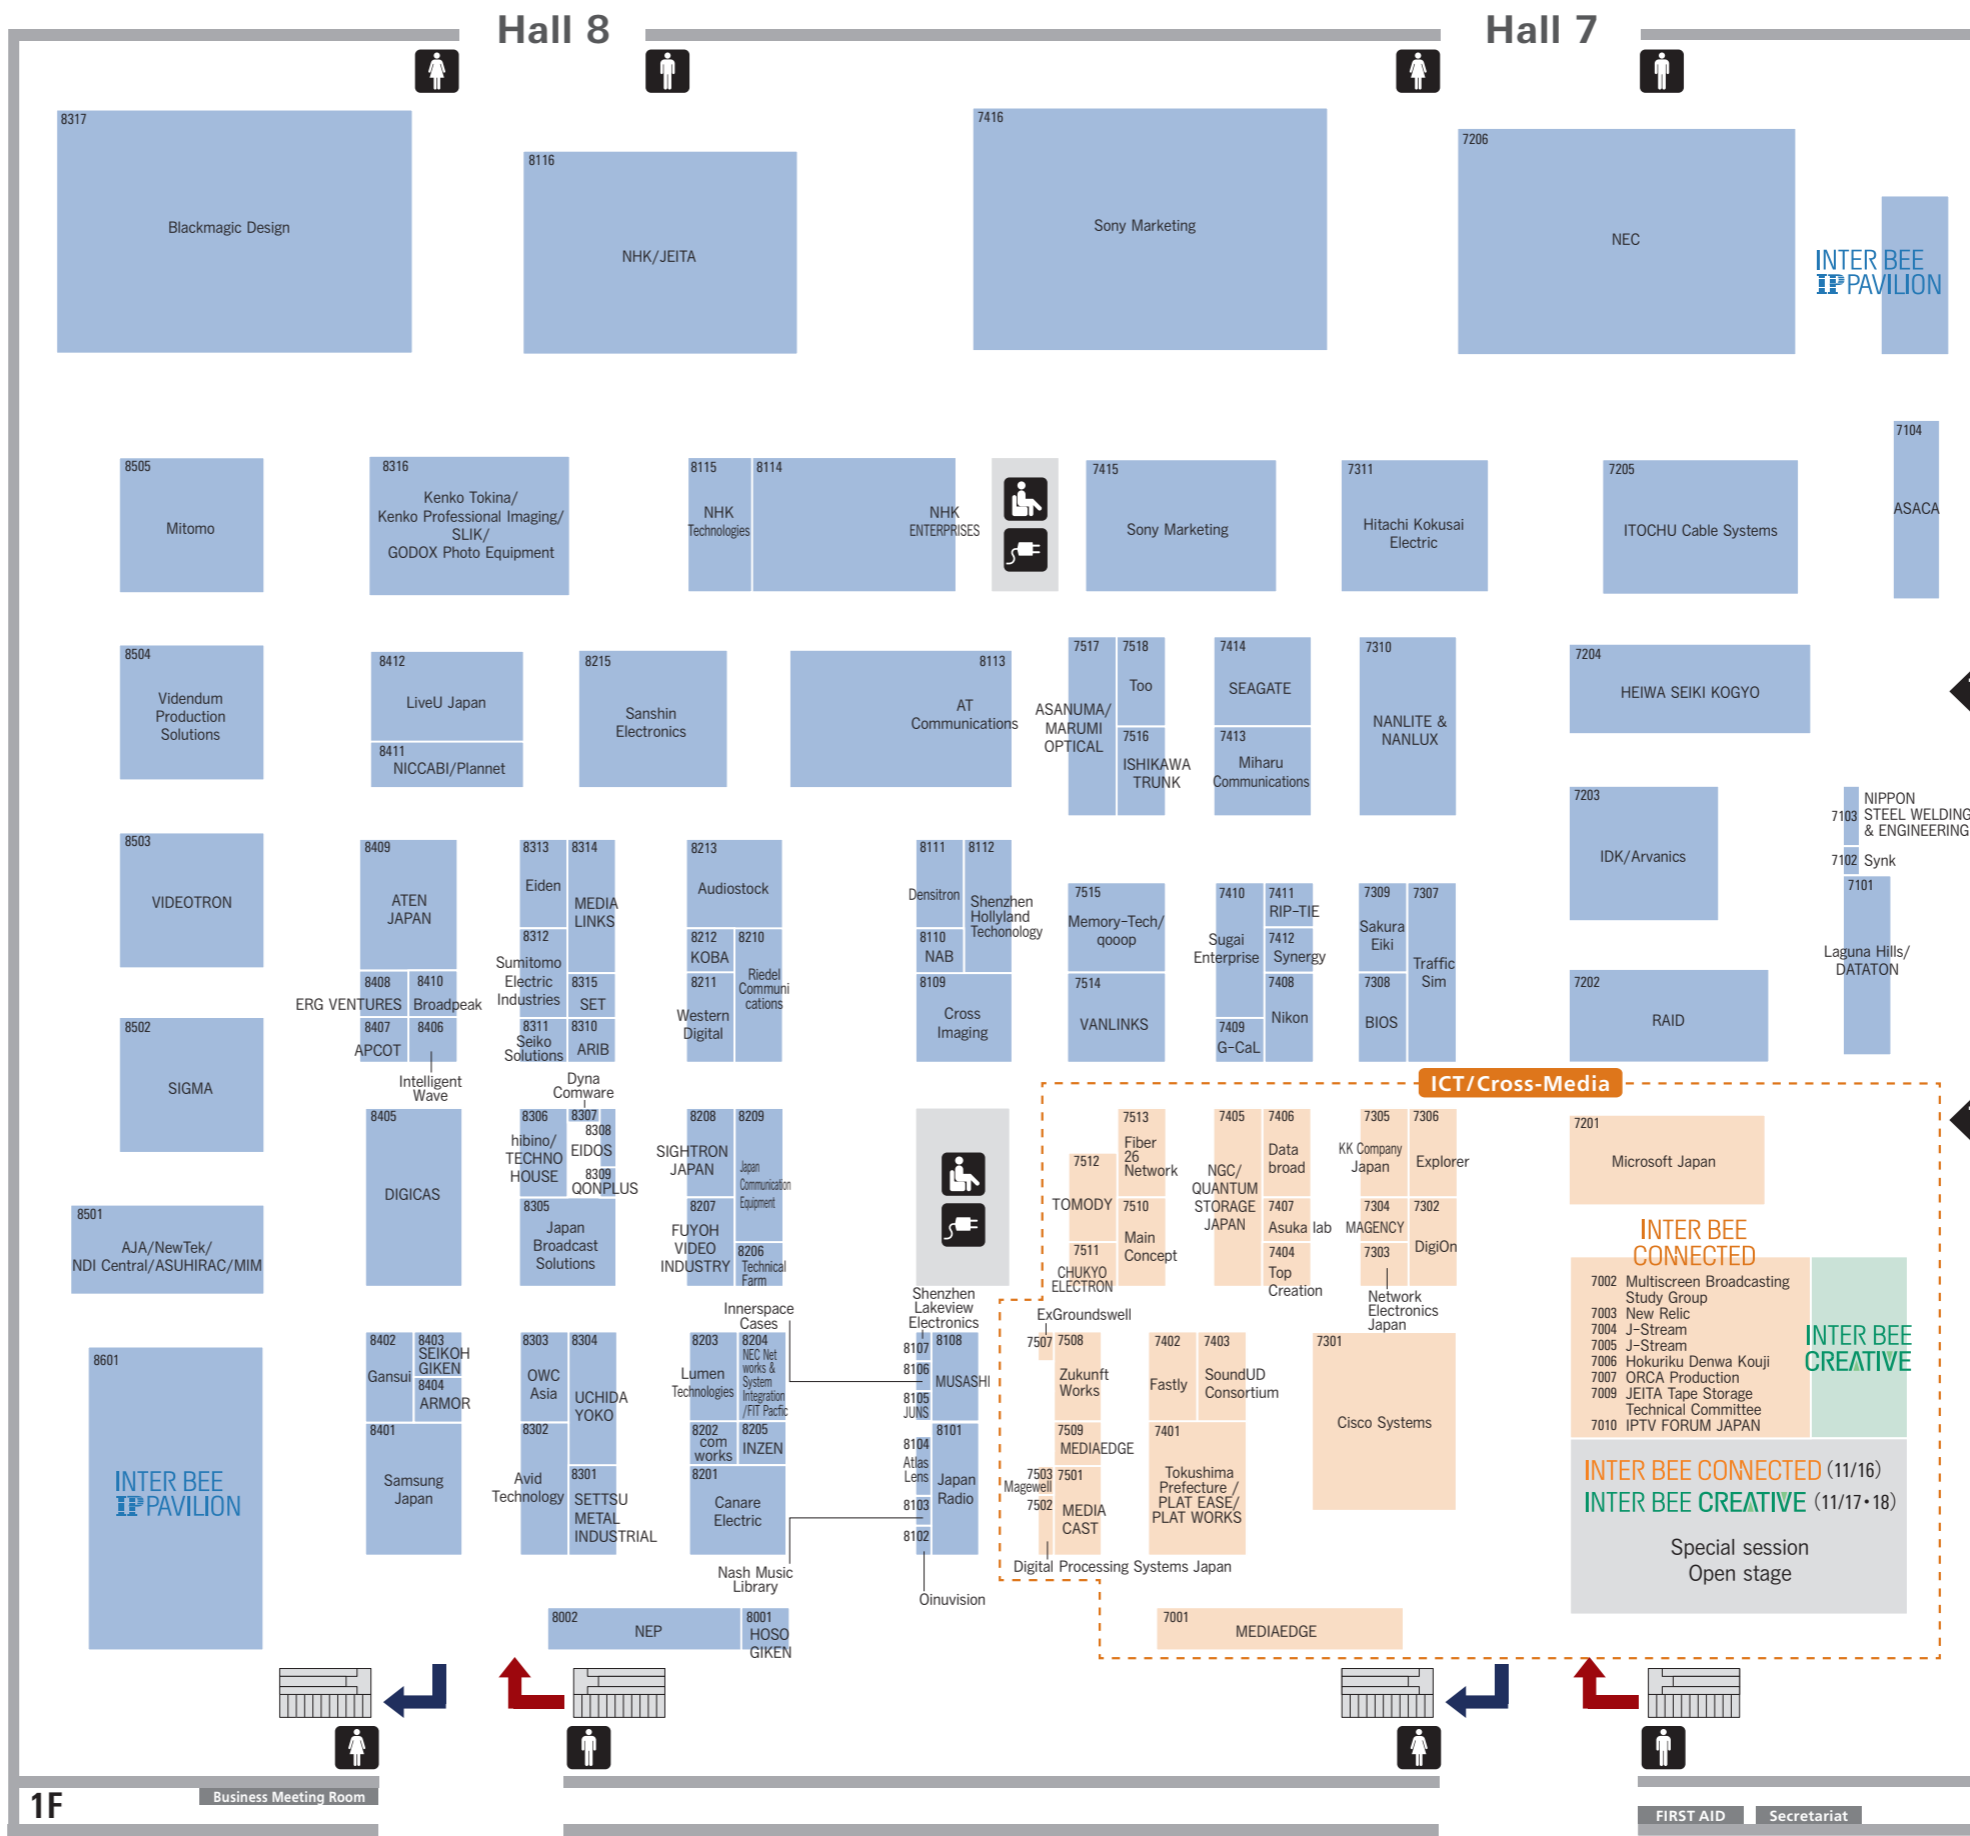 Hall 8
Hall 7
8317
Blackmagic Design
8116
NHK/JEITA
7416
Sony Marketing
7206
NEC
INTER BEE
IP PAVILION
8505
Mitomo
8316
Kenko Tokina/
Kenko Professional Imaging/
SLIK/
GODOX Photo Equipment
8115
NHK
Technologies
8114
NHK
ENTERPRISES
7415
Sony Marketing
7311
Hitachi Kokusai
Electric
7205
ITOCHU Cable Systems
7104
ASACA
8504
Videndum
Production
Solutions
8412
LiveU Japan
8411
NICCABI/Plannet
8215
Sanshin
Electronics
8113
AT
Communications
7517
ASANUMA/
MARUMI
OPTICAL
7518
Too
7516
ISHIKAWA
TRUNK
7414
SEAGATE
7413
Miharu
Communications
7310
NANLITE &
NANLUX
7204
HEIWA SEIKI KOGYO
7203
IDK/Arvanics
7103
NIPPON
STEEL WELDING
& ENGINEERING
7102 Synk
7101
Laguna Hills/
DATATON
8503
VIDEOTRON
8409
ATEN
JAPAN
8408
ERG VENTURES
8410
Broadpeak
8407
APCOT
8406
Intelligent
Wave
8313
Eiden
8314
MEDIA
LINKS
8312
Sumitomo
Electric
Industries
8315
SET
8311
Seiko
Solutions
8310
ARIB
8213
Audiostock
8212
KOBA
8210
Riedel
Communi
cations
8211
Western
Digital
8111
Densitron
8112
Shenzhen
Hollyland
Techonology
8110
NAB
8109
Cross
Imaging
7515
Memory-Tech/
qooop
7514
VANLINKS
7410
Sugai
Enterprise
7411
RIP-TIE
7412
Synergy
7408
Nikon
7409
G-CaL
7309
Sakura
Eiki
7307
Traffic
Sim
7308
BIOS
7202
RAID
8502
SIGMA
8405
DIGICAS
Dyna
Comware
8306
hibino/
TECHNO
HOUSE
8307
8308
EIDOS
8309
QONPLUS
8305
Japan
Broadcast
Solutions
8208
SIGHTRON
JAPAN
8209
Japan
Communication
Equipment
8207
FUYOH
VIDEO
INDUSTRY
8206
Technical
Farm
ICT/Cross-Media
7513
Fiber
26
Network
7512
TOMODY
7510
Main
Concept
7511
CHUKYO
ELECTRON
7405
NGC/
QUANTUM
STORAGE
JAPAN
7406
Data
broad
7407
Asuka lab
7404
Top
Creation
7305
KK Company
Japan
7306
Explorer
7304
MAGENCY
7302
DigiOn
7303
Network
Electronics
Japan
7201
Microsoft Japan
8501
AJA/NewTek/
NDI Central/ASUHIRAC/MIM
INTER BEE
CONNECTED
7002 Multiscreen Broadcasting
Study Group
7003 New Relic
7004 J-Stream
7005 J-Stream
7006 Hokuriku Denwa Kouji
7007 ORCA Production
7009 JEITA Tape Storage
Technical Committee
7010 IPTV FORUM JAPAN
INTER BEE
CREATIVE
8601
INTER BEE
IP PAVILION
8402
Gansui
8403
SEIKOH
GIKEN
8404
ARMOR
8401
Samsung
Japan
8303
OWC
Asia
8304
UCHIDA
YOKO
8302
Avid
Technology
8301
SETTSU
METAL
INDUSTRIAL
Innerspace
Cases
8203
Lumen
Technologies
8204
NEC Net
works &
System
Integration
/FIT Pacfic
8202
com
works
8205
INZEN
8201
Canare
Electric
Nash Music
Library
Shenzhen
Lakeview
Electronics
8107
8108
MUSASHI
8106
8105
JUNS
8104
Atlas
Lens
8101
Japan
Radio
8103
8102
Oinuvision
ExGroundswell
7507
7508
Zukunft
Works
7509
MEDIAEDGE
7503
Magewell
7501
MEDIA
CAST
7502
Digital Processing Systems Japan
7402
Fastly
7403
SoundUD
Consortium
7401
Tokushima
Prefecture /
PLAT EASE/
PLAT WORKS
7301
Cisco Systems
INTER BEE CONNECTED (11/16)
INTER BEE CREATIVE (11/17・18)
Special session
Open stage
8002
NEP
8001
HOSO
GIKEN
7001
MEDIAEDGE
1F
Business Meeting Room
FIRST AID
Secretariat